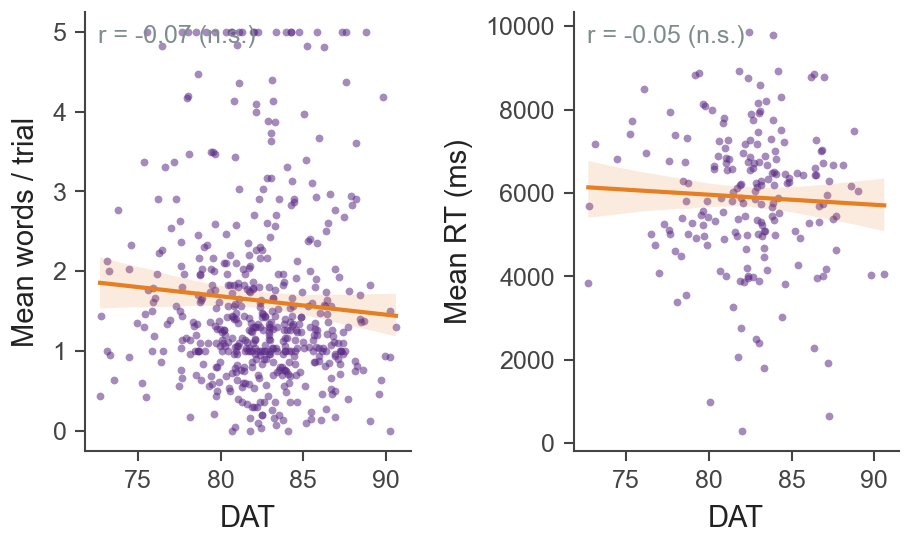 r = -0.07 (n.s.)
5
4
3
2
1
0
Mean words / trial
75 80 85 90
DAT
r = -0.05 (n.s.)
10000
8000
6000
4000
2000
0
Mean RT (ms)
75 80 85 90
DAT